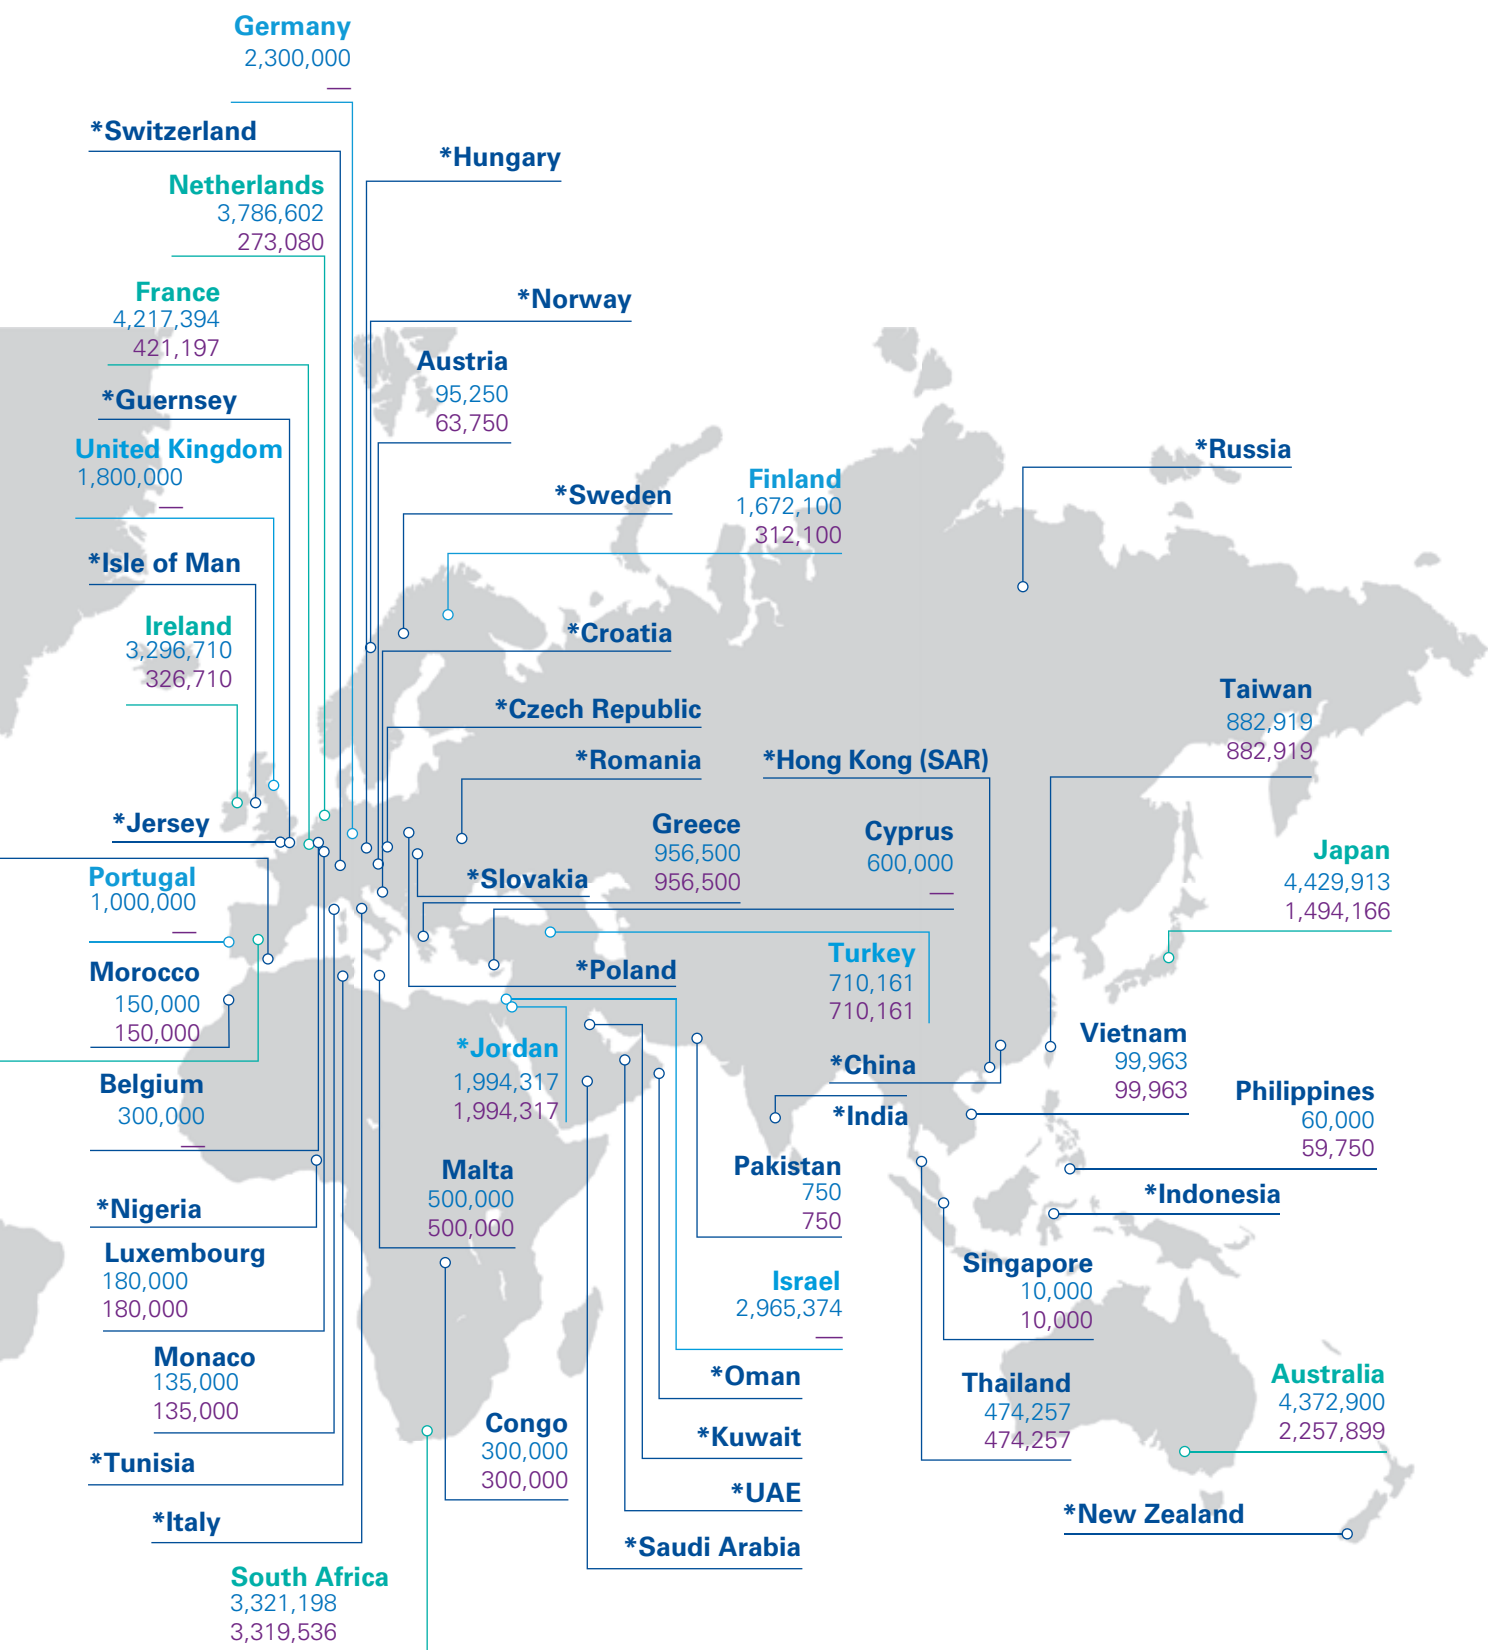 Germany
2,300,000
—
*Switzerland
*Hungary
Netherlands
3,786,602
273,080
France
4,217,394
421,197
*Norway
Austria
95,250
63,750
*Guernsey
United Kingdom
1,800,000
—
*Russia
Finland
1,672,100
312,100
*Sweden
*Isle of Man
Ireland
3,296,710
326,710
*Croatia
Taiwan
882,919
882,919
*Czech Republic
*Romania
*Hong Kong (SAR)
*Jersey
Greece
956,500
956,500
Cyprus
600,000
—
Japan
4,429,913
1,494,166
Portugal
1,000,000
—
*Slovakia
Turkey
710,161
710,161
Morocco
150,000
150,000
*Poland
*Jordan
1,994,317
1,994,317
*China
Vietnam
99,963
99,963
Belgium
300,000
—
*India
Philippines
60,000
59,750
Malta
500,000
500,000
Pakistan
750
750
*Indonesia
*Nigeria
Luxembourg
180,000
180,000
Israel
2,965,374
—
Singapore
10,000
10,000
Monaco
135,000
135,000
*Oman
Thailand
474,257
474,257
Australia
4,372,900
2,257,899
Congo
300,000
300,000
*Kuwait
*Tunisia
*UAE
*New Zealand
*Italy
*Saudi Arabia
South Africa
3,321,198
3,319,536